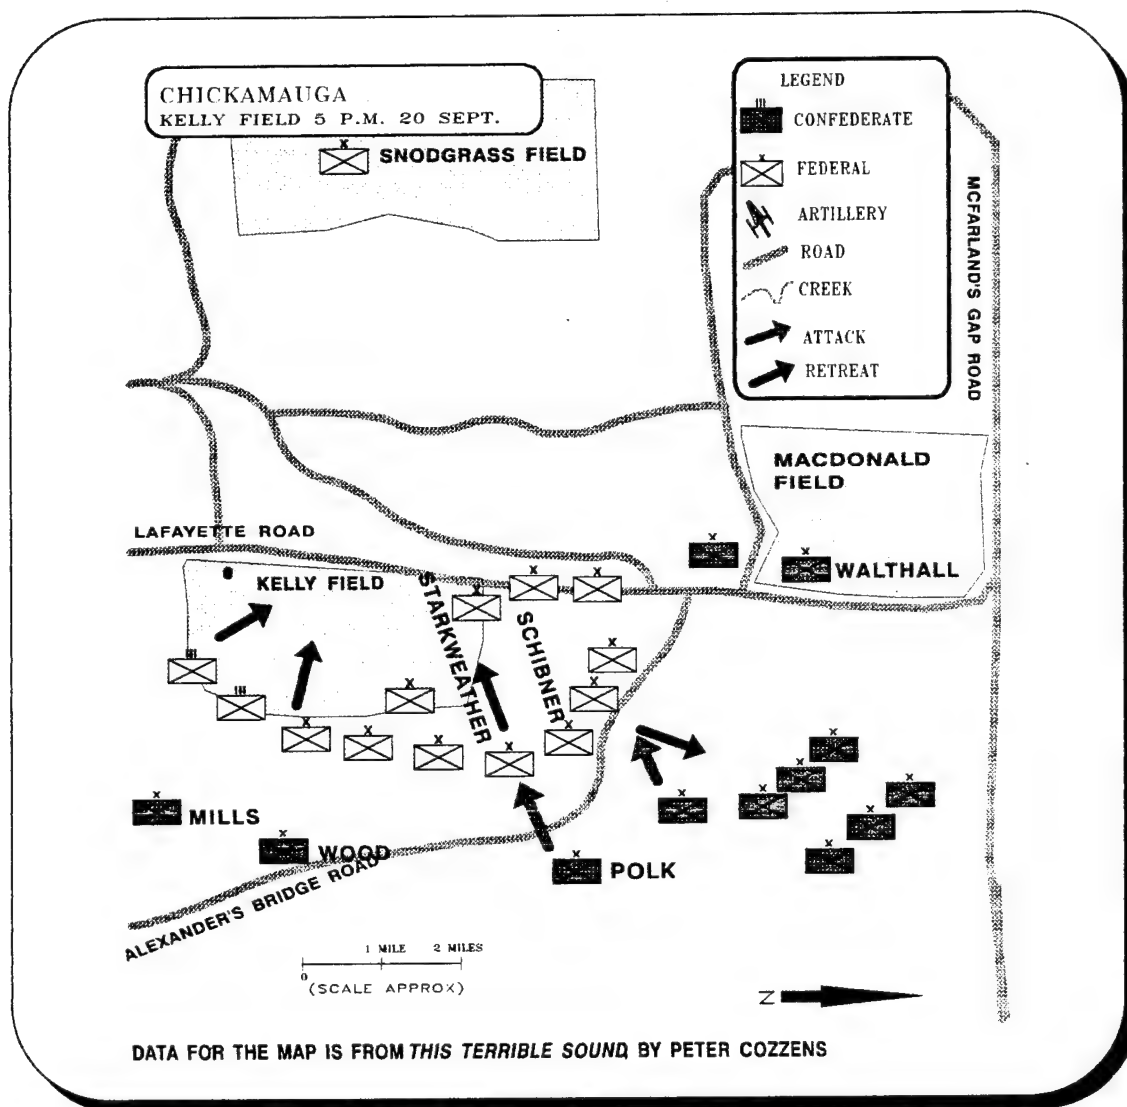 CHICKAMAUGA
KELLY FIELD 5 P.M. 20 SEPT.
SNODGRASS FIELD
LEGEND
CONFEDERATE
FEDERAL
ARTILLERY
ROAD
CREEK
ATTACK
RETREAT
MCFARLAND'S GAP ROAD
MACDONALD
FIELD
LAFAYETTE ROAD
KELLY FIELD
STARKWEATHER
SCHIBNER
WALTHALL
MILLS
WOOD
POLK
ALEXANDER'S BRIDGE ROAD
1 MILE 2 MILES
0
(SCALE APPROX)
N
DATA FOR THE MAP IS FROM THIS TERRIBLE SOUND, BY PETER COZZENS